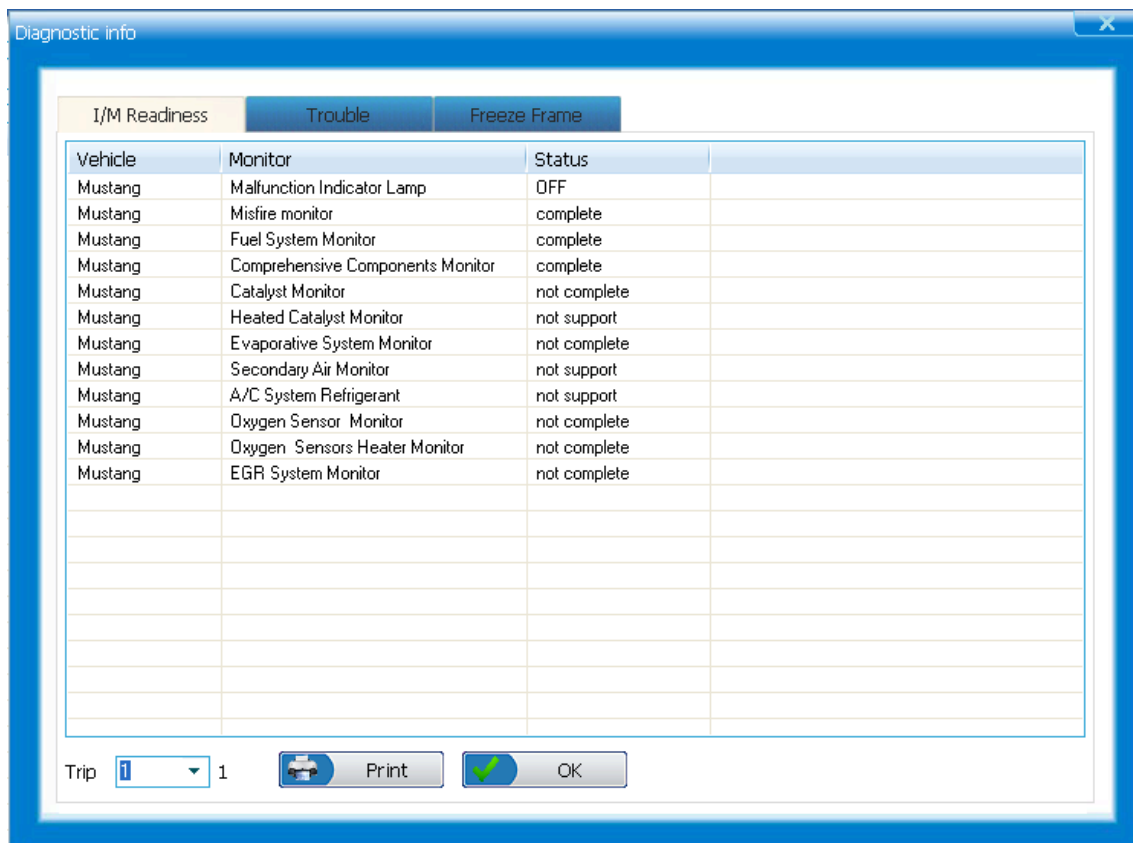 Diagnostic info
I/M Readiness Trouble Freeze Frame
Vehicle Monitor Status
Mustang Malfunction Indicator Lamp OFF
Mustang Misfire monitor complete
Mustang Fuel System Monitor complete
Mustang Comprehensive Components Monitor complete
Mustang Catalyst Monitor not complete
Mustang Heated Catalyst Monitor not support
Mustang Evaporative System Monitor not complete
Mustang Secondary Air Monitor not support
Mustang A/C System Refrigerant not support
Mustang Oxygen Sensor Monitor not complete
Mustang Oxygen Sensors Heater Monitor not complete
Mustang EGR System Monitor not complete
Trip 1 1 Print OK